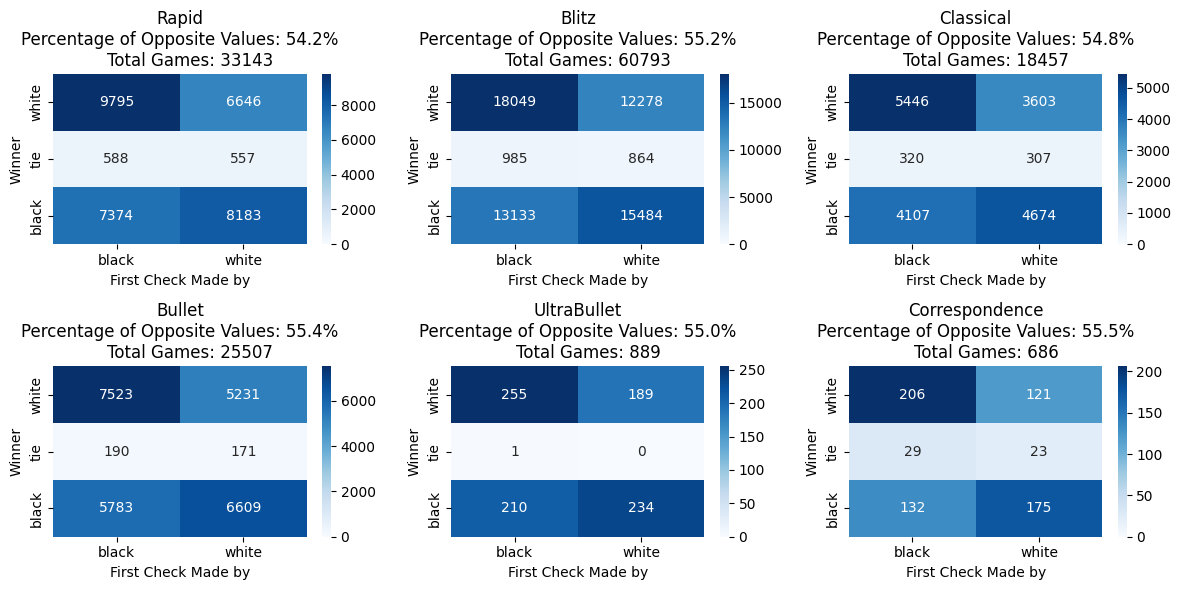 Rapid
Percentage of Opposite Values: 54.2%
Total Games: 33143
white
9795 6646
tie
588 557
black
7374 8183
Winner
8000
6000
4000
2000
0
black white
First Check Made by
Blitz
Percentage of Opposite Values: 55.2%
Total Games: 60793
white
18049 12278
tie
985 864
black
13133 15484
Winner
15000
10000
5000
0
black white
First Check Made by
Classical
Percentage of Opposite Values: 54.8%
Total Games: 18457
white
5446 3603
tie
320 307
black
4107 4674
Winner
5000
4000
3000
2000
1000
0
black white
First Check Made by
Bullet
Percentage of Opposite Values: 55.4%
Total Games: 25507
white
7523 5231
tie
190 171
black
5783 6609
Winner
6000
4000
2000
0
black white
First Check Made by
UltraBullet
Percentage of Opposite Values: 55.0%
Total Games: 889
white
255 189
tie
1 0
black
210 234
Winner
250
200
150
100
50
0
black white
First Check Made by
Correspondence
Percentage of Opposite Values: 55.5%
Total Games: 686
white
206 121
tie
29 23
black
132 175
Winner
200
150
100
50
0
black white
First Check Made by